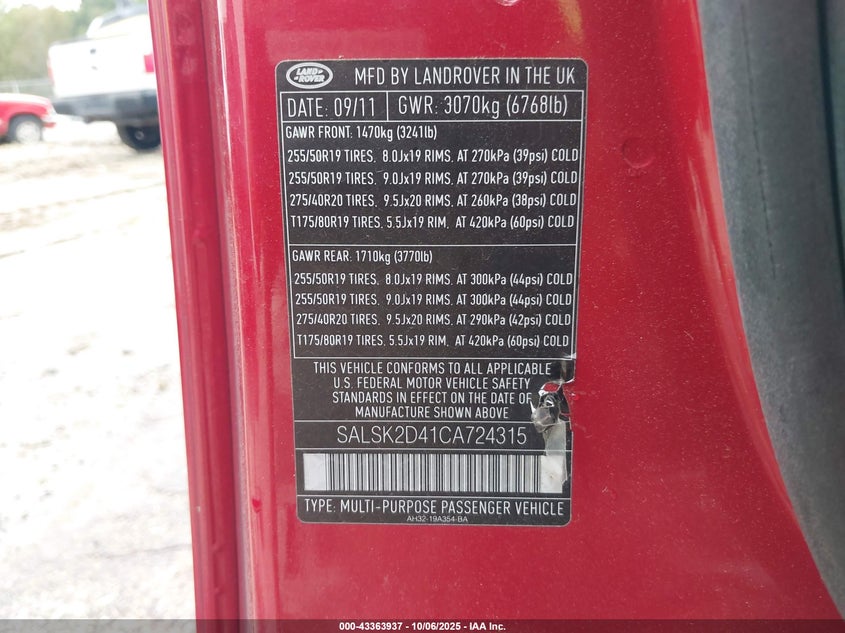 LAND ROVER
MFD BY LANDROVER IN THE UK
DATE: 09/11 GWR: 3070kg (6768lb)
GAWR FRONT: 1470kg (3241lb)
255/50R19 TIRES, 8.0Jx19 RIMS, AT 270kPa (39psi) COLD
255/50R19 TIRES, 9.0Jx19 RIMS, AT 270kPa (39psi) COLD
275/40R20 TIRES, 9.5Jx20 RIMS, AT 260kPa (38psi) COLD
T175/80R19 TIRES, 5.5Jx19 RIM, AT 420kPa (60psi) COLD
GAWR REAR: 1710kg (3770lb)
255/50R19 TIRES, 8.0Jx19 RIMS, AT 300kPa (44psi) COLD
255/50R19 TIRES, 9.0Jx19 RIMS, AT 300kPa (44psi) COLD
275/40R20 TIRES, 9.5Jx20 RIMS, AT 290kPa (42psi) COLD
T175/80R19 TIRES, 5.5Jx19 RIM, AT 420kPa (60psi) COLD
THIS VEHICLE CONFORMS TO ALL APPLICABLE
U.S. FEDERAL MOTOR VEHICLE SAFETY
STANDARDS IN EFFECT ON THE DATE OF
MANUFACTURE SHOWN ABOVE
SALSK2D41CA724315
TYPE: MULTI-PURPOSE PASSENGER VEHICLE
AH32-19A354-BA
000-43363937 - 10/06/2025 - IAA Inc.